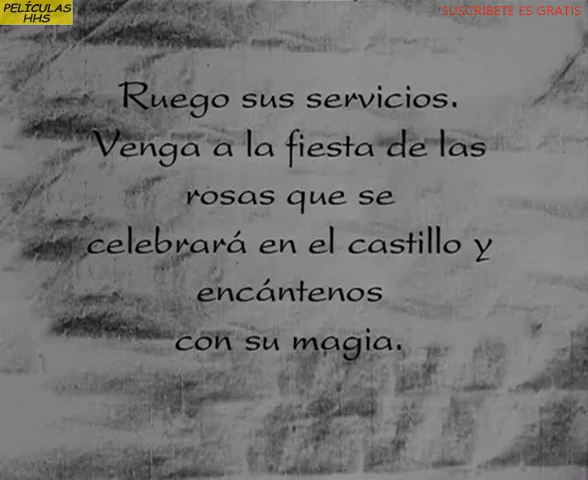 PELÍCULAS
HHS
SUSCRIBETE ES GRATIS
Ruego sus servicios.
Venga a la fiesta de las
rosas que se
celebrará en el castillo y
encántenos
con su magia.